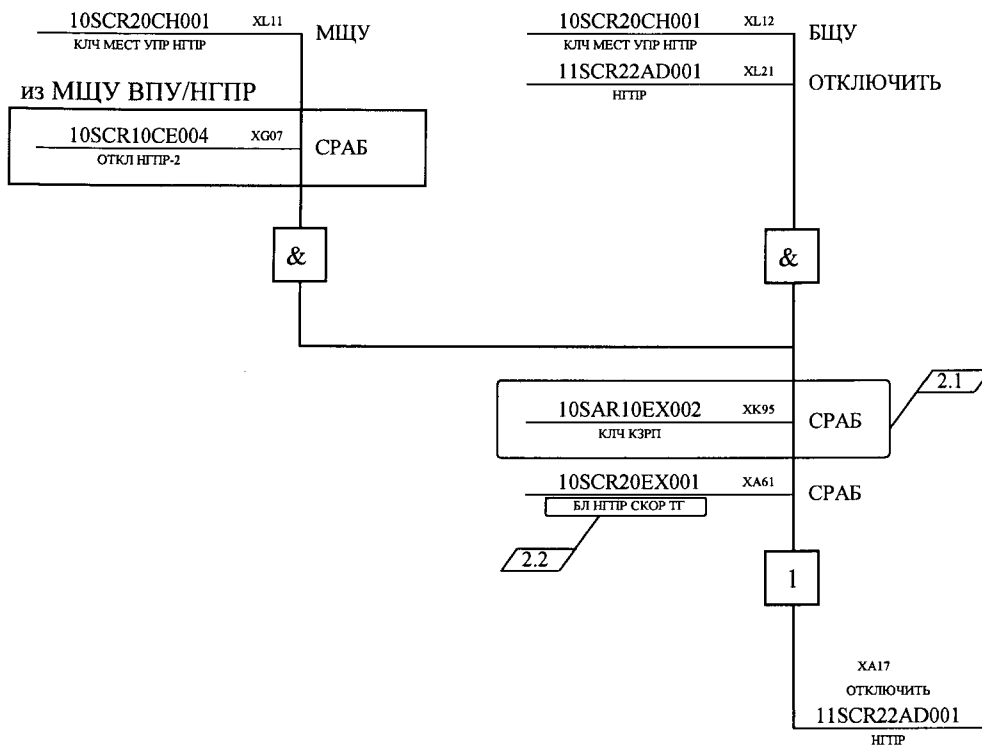 10SCR20CH001 XL11 МЩУ
КЛЧ МЕСТ УПР НГПР
из МЩУ ВПУ/НГПР
10SCR10CE004 XG07 СРАБ
ОТКЛ НГПР-2
&
10SCR20CH001 XL12 БЩУ
КЛЧ МЕСТ УПР НГПР
11SCR22AD001 XL21 ОТКЛЮЧИТЬ
НГПР
&
2.1
10SAR10EX002 XK95 СРАБ
КЛЧ КЗРП
10SCR20EX001 XA61 СРАБ
БЛ НГПР СКОР ТГ
2.2
1
XA17
ОТКЛЮЧИТЬ
11SCR22AD001
НГПР